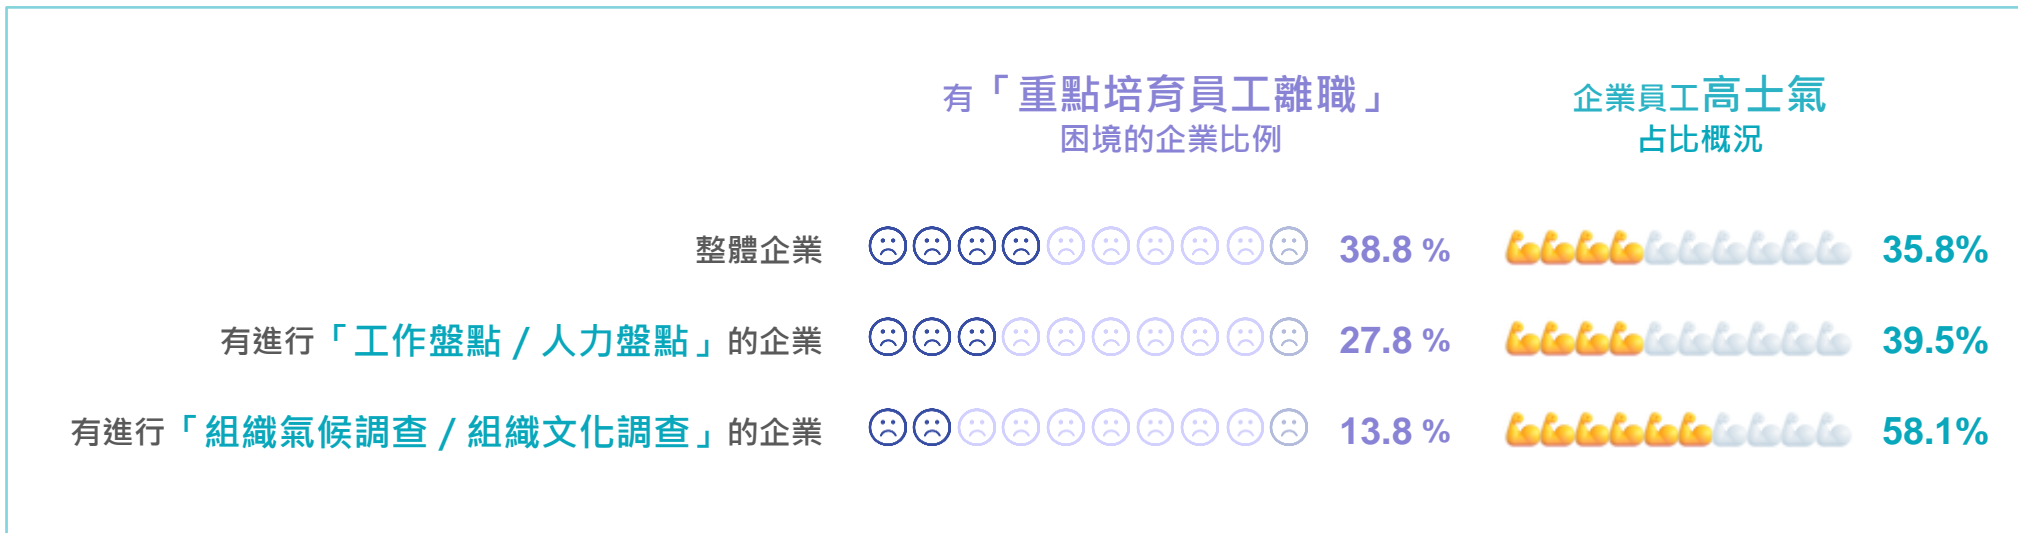 有「重點培育員工離職」
困境的企業比例
企業員工高士氣
占比概況
整體企業 38.8 % 35.8%
有進行「工作盤點 / 人力盤點」的企業 27.8 % 39.5%
有進行「組織氣候調查 / 組織文化調查」的企業 13.8 % 58.1%